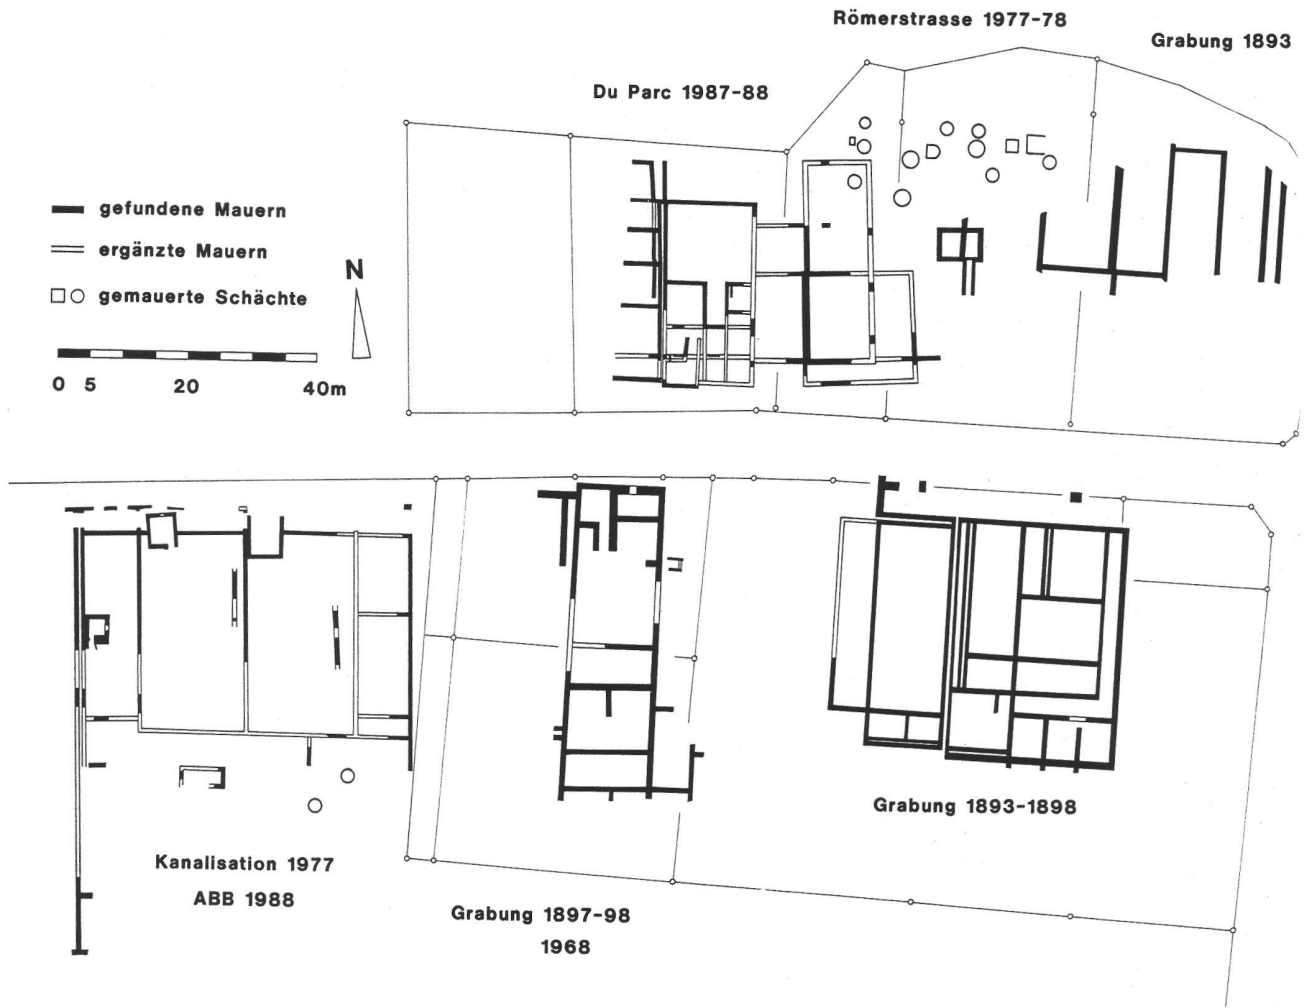 Römerstrasse 1977-78
Grabung 1893
Du Parc 1987-88
gefundene Mauern
ergänzte Mauern
gemauerte Schächte
N
0 5 20 40m
Kanalisation 1977
ABB 1988
Grabung 1897-98
1968
Grabung 1893-1898